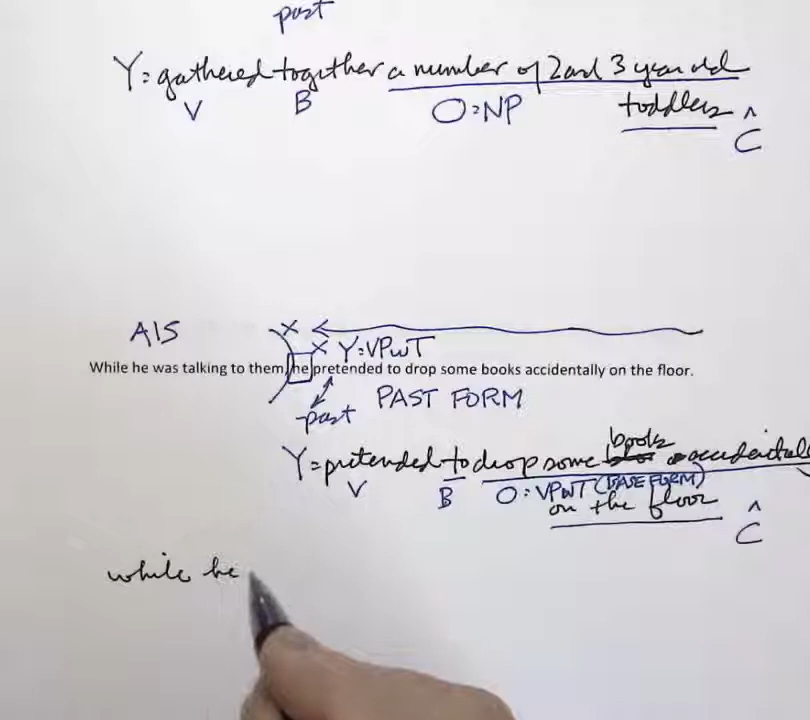 past
Y=gathered together a number of 2 and 3 year old
V B O=NP toddlers ^
C
AIS X
X Y=VPWT
While he was talking to them, he pretended to drop some books accidentally on the floor.
past PAST FORM
books
Y=pretended to drop some accidentall
V B O=VPWT (BASE FORM)
on the floor ^
C
while he